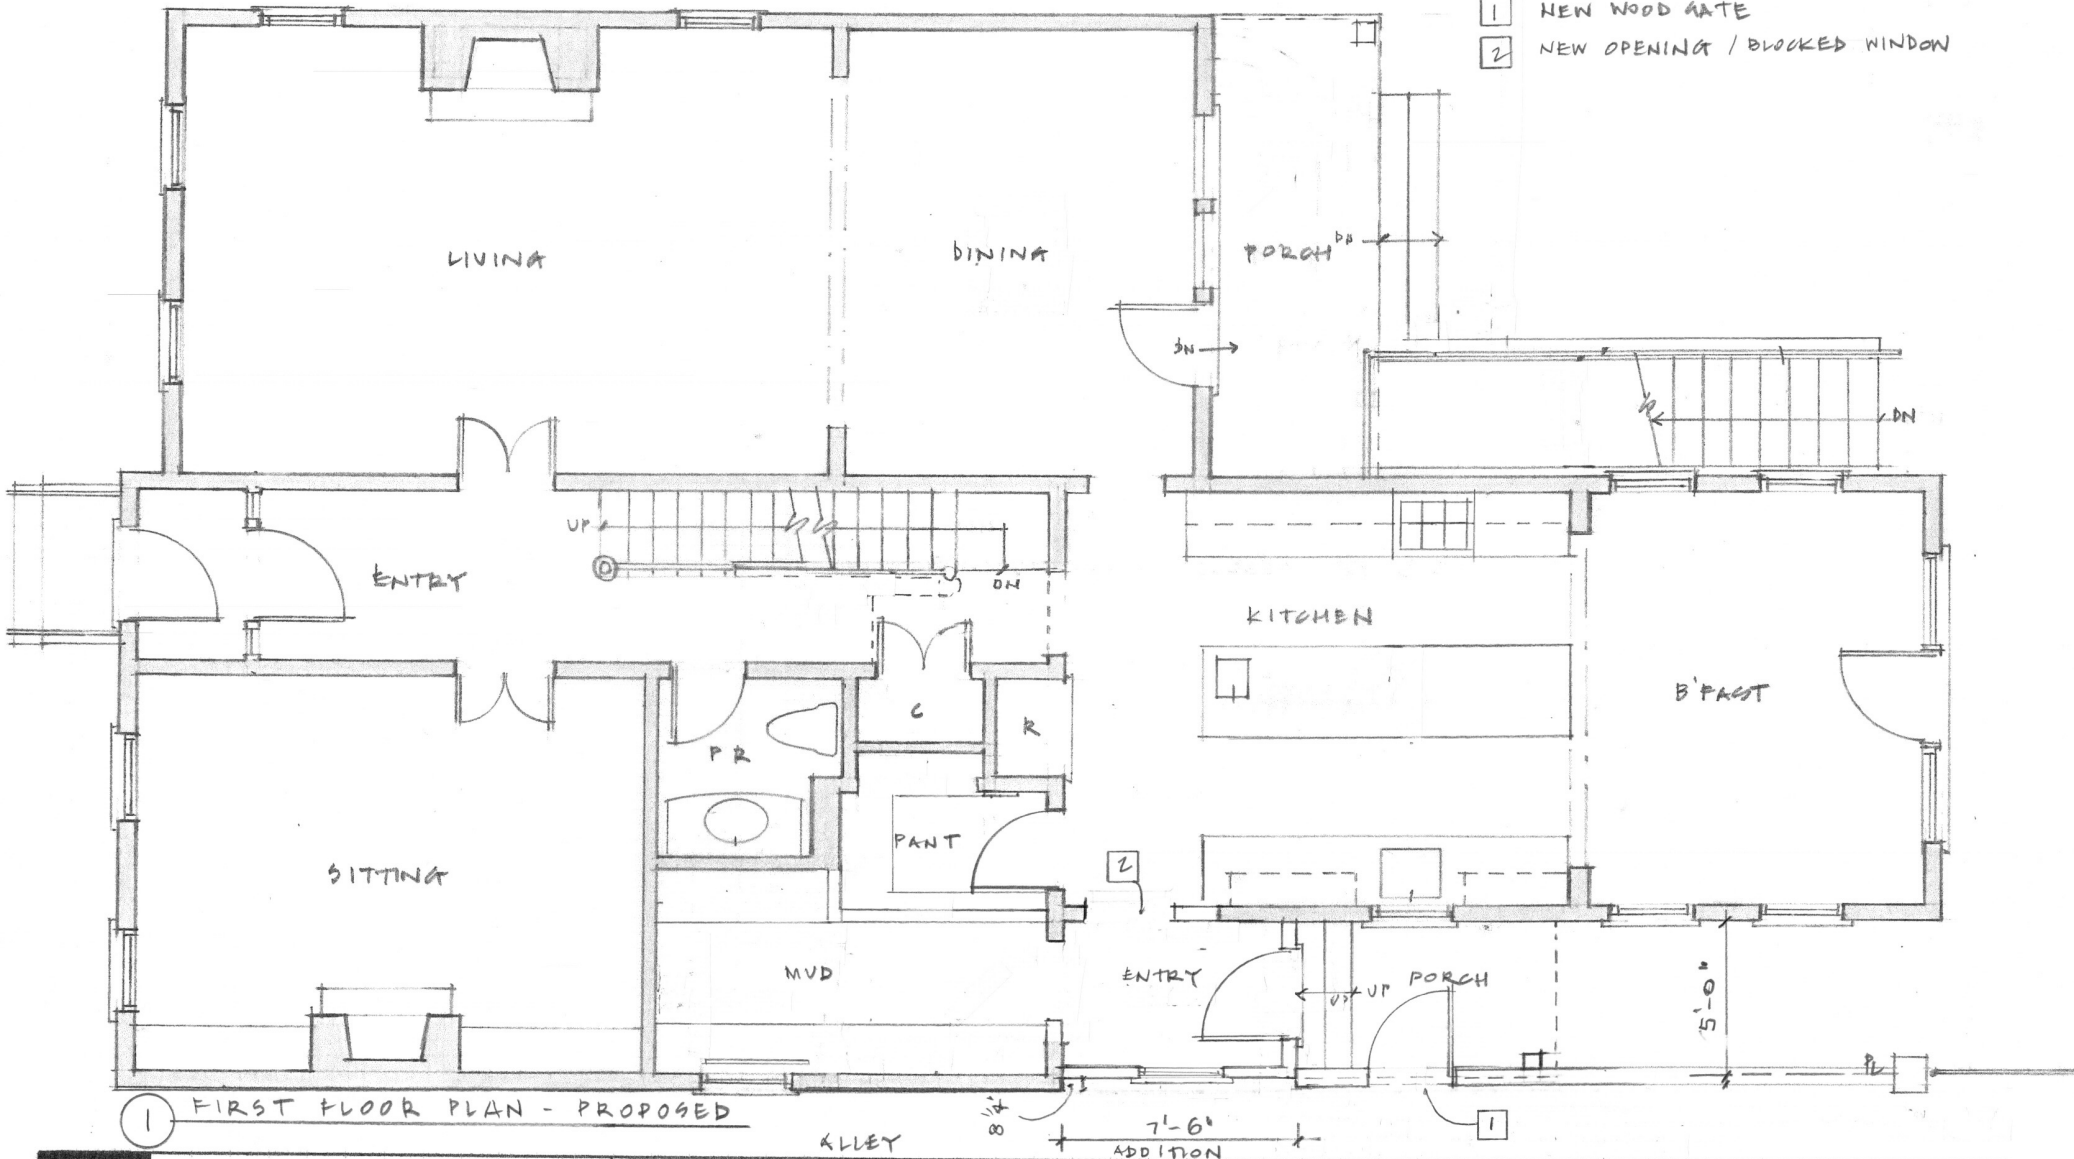 1 NEW WOOD GATE
2 NEW OPENING / BLOCKED WINDOW
LIVING
DINING
PORCH
DN
DN
DN
UP
ENTRY
DN
KITCHEN
B'FAST
C
R
PR
PANT
SITTING
2
MUD
ENTRY
UP
UP
PORCH
5'-0"
PL
1 FIRST FLOOR PLAN - PROPOSED
ALLEY
7'-6"
ADDITION
1